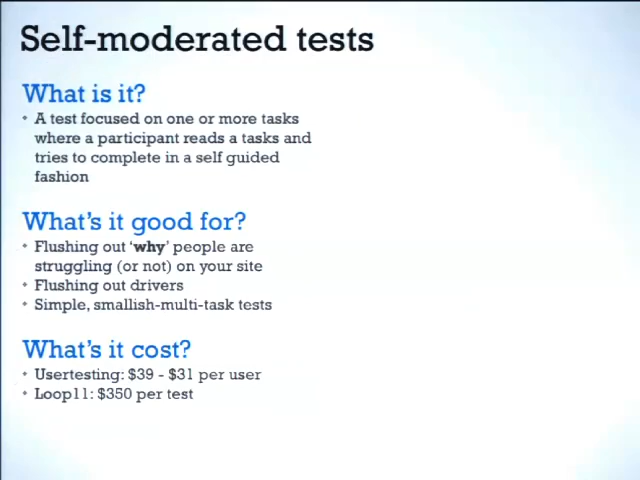 Self-moderated tests
What is it?
• A test focused on one or more tasks
where a participant reads a tasks and
tries to complete in a self guided
fashion
What's it good for?
• Flushing out 'why' people are
struggling (or not) on your site
• Flushing out drivers
• Simple, smallish-multi-task tests
What's it cost?
• Usertesting: $39 - $31 per user
• Loop11: $350 per test